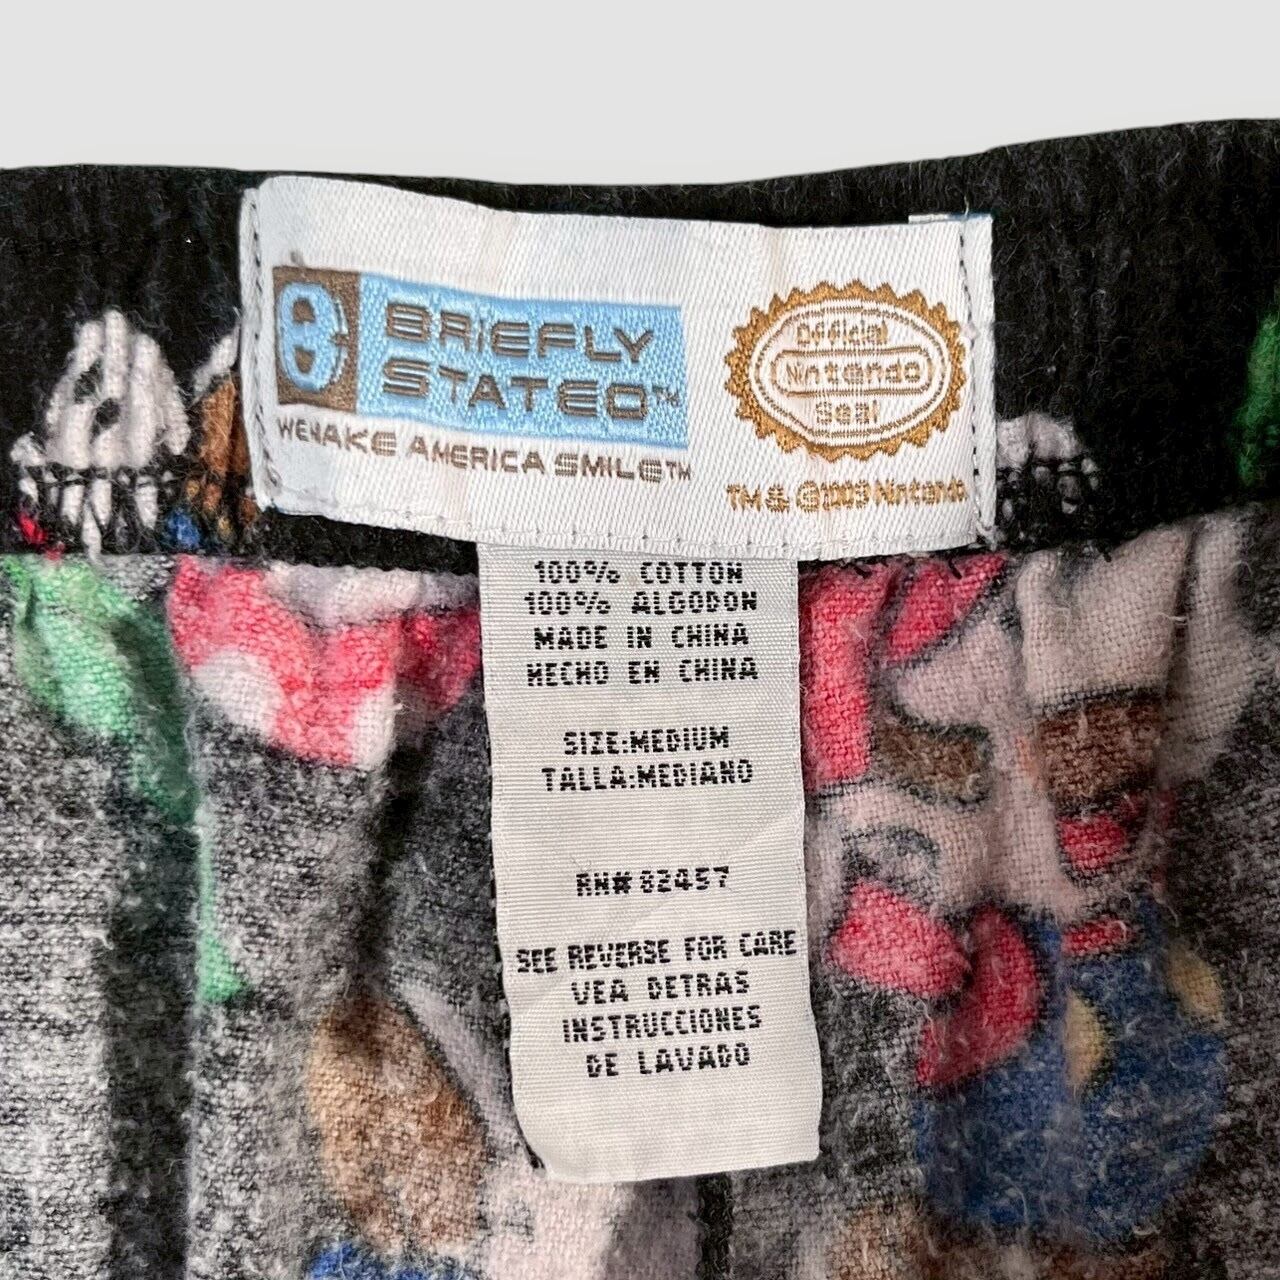 BRIEFLY
STATED™
WE MAKE AMERICA SMILE™
Official
Nintendo
Seal
TM & © 2003 Nintendo
100% COTTON
100% ALGODON
MADE IN CHINA
HECHO EN CHINA
SIZE:MEDIUM
TALLA:MEDIANO
RN# 82457
SEE REVERSE FOR CARE
VEA DETRAS
INSTRUCCIONES
DE LAVADO